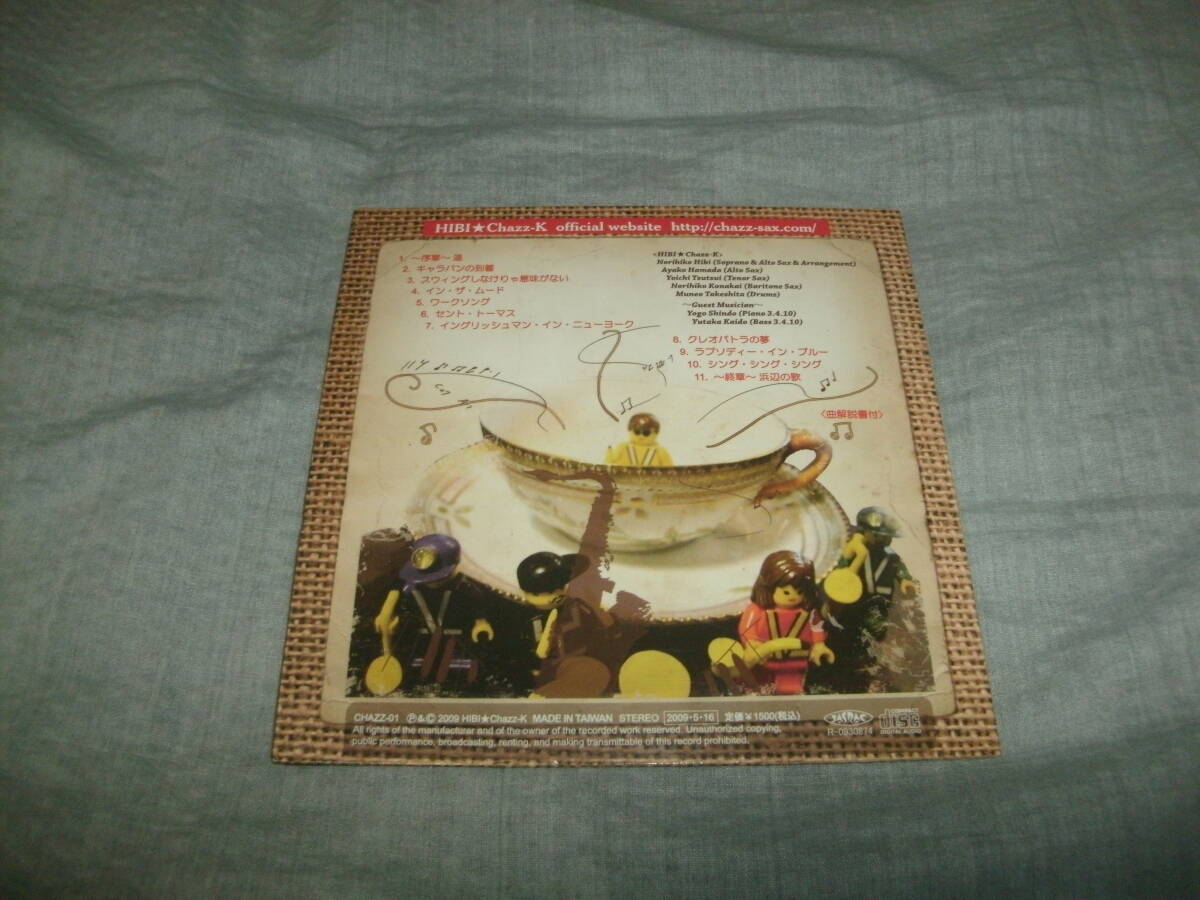 HIBI★Chazz-K official website http://chazz-sax.com/
1. 〜序章〜 道
2. キャラバンの到着
3. スウィングしなけりゃ意味がない
4. イン・ザ・ムード
5. ワークソング
6. セント・トーマス
7. イングリッシュマン・イン・ニューヨーク
<HIBI★Chazz-K>
Norihiko Hibi (Soprano & Alto Sax & Arrangement)
Ayako Hamada (Alto Sax)
Yoichi Tsutsui (Tenor Sax)
Norihiko Konakai (Baritone Sax)
Muneo Takeshita (Drums)
〜Guest Musician〜
Yogo Shindo (Piano 3.4.10)
Yutaka Kaido (Bass 3.4.10)
8. クレオパトラの夢
9. ラプソディー・イン・ブルー
10. シング・シング・シング
11. 〜終章〜 浜辺の歌
〈曲解説書付〉
CHAZZ-01 ℗&© 2009 HIBI★Chazz-K MADE IN TAIWAN STEREO 2009・5・16 定価¥1500(税込)
All rights of the manufacturer and of the owner of the recorded work reserved. Unauthorized copying,
public performance, broadcasting, renting, and making transmittable of this record prohibited.
JASRAC
R-0930874
COMPACT
disc
DIGITAL AUDIO